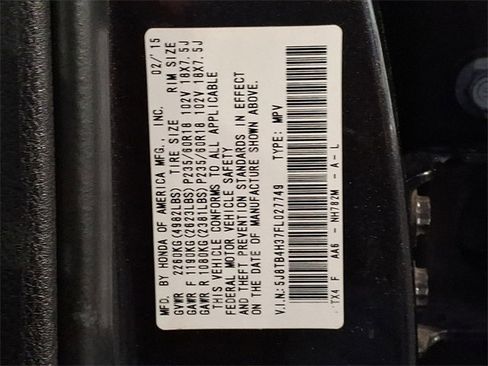 MFD. BY HONDA OF AMERICA MFG., INC. 02/'15
GVWR 2260KG(4982LBS) TIRE SIZE RIM SIZE
GAWR F 1190KG(2623LBS)P235/60R18 102V 18X7.5J
GAWR R 1080KG(2381LBS)P235/60R18 102V 18X7.5J
THIS VEHICLE CONFORMS TO ALL APPLICABLE
FEDERAL MOTOR VEHICLE SAFETY
AND THEFT PREVENTION STANDARDS IN EFFECT
ON THE DATE OF MANUFACTURE SHOWN ABOVE.
V.I.N.: 5J8TB4H37FL027749 TYPE: MPV
TX4 F AA6 - NH782M - A - L